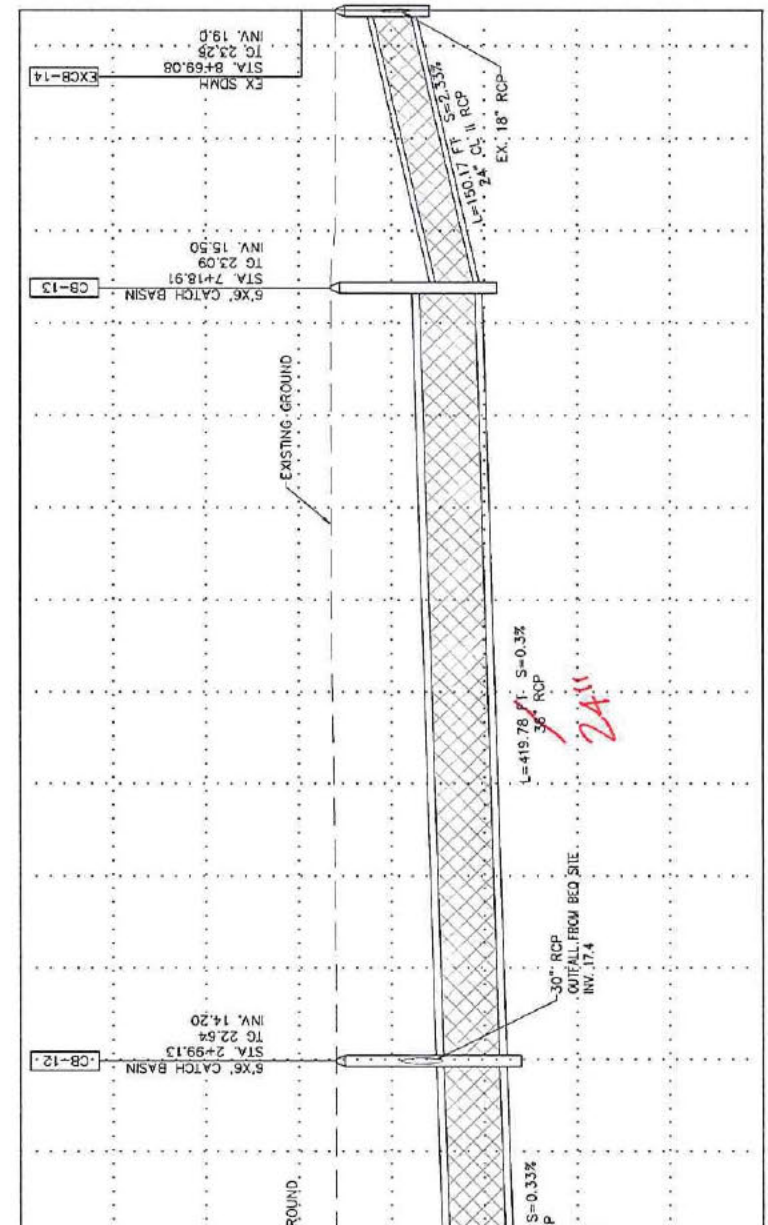 EXCB-14
EX SDMH
STA. 8+69.08
TG 23.26
INV. 19.0
L=150.17 FT S=2.33%
24" CL II RCP
EX. 18" RCP
CB-13
6'X6' CATCH BASIN
STA. 7+18.91
TG 23.09
INV. 15.50
EXISTING GROUND
L=419.78 FT S=0.3%
36" RCP
24"
30" RCP
OUTFALL FROM BEQ SITE
INV. 17.4
CB-12
6'X6' CATCH BASIN
STA. 2+99.13
TG 22.64
INV. 14.20
ROUND
S=0.33%
P